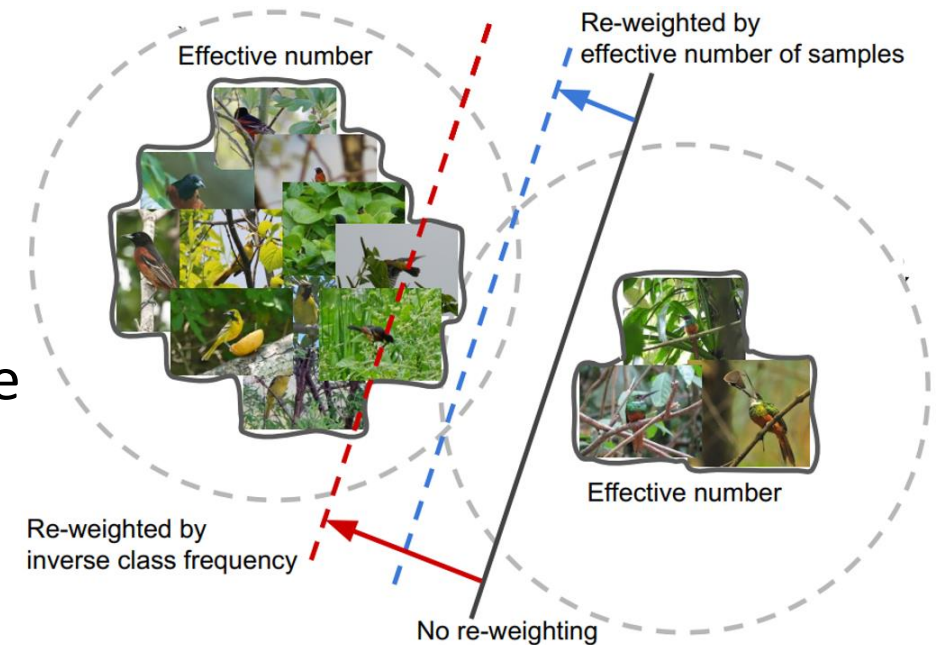 Re-weighted by
effective number of samples
Effective number
e
Effective number
Re-weighted by
inverse class frequency
No re-weighting